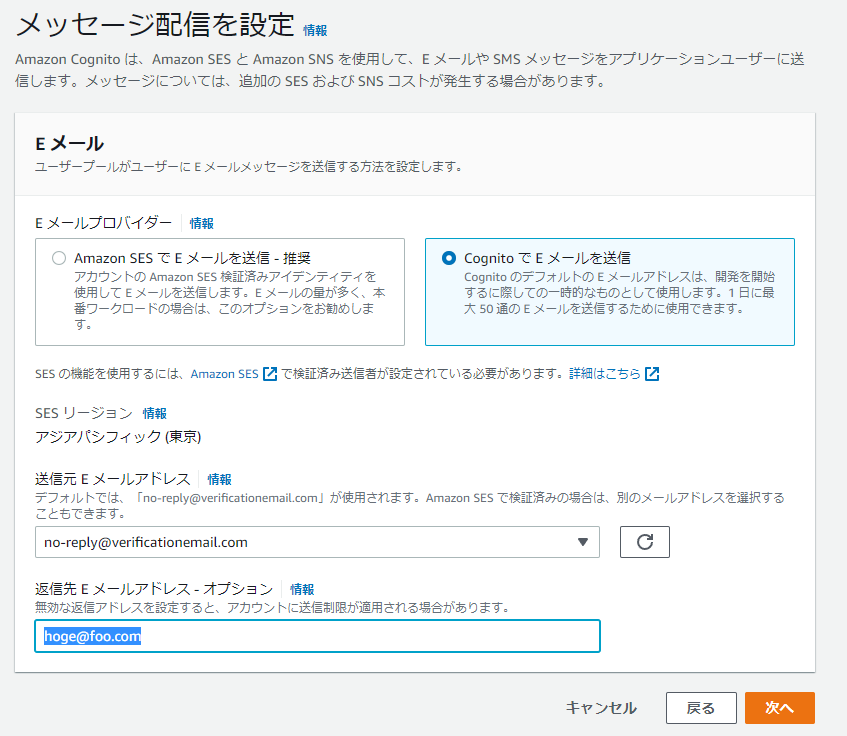 メッセージ配信を設定 情報
Amazon Cognito は、Amazon SES と Amazon SNS を使用して、E メールや SMS メッセージをアプリケーションユーザーに送
信します。メッセージについては、追加の SES および SNS コストが発生する場合があります。
E メール
ユーザープールがユーザーに E メールメッセージを送信する方法を設定します。
E メールプロバイダー 情報
Amazon SES で E メールを送信 - 推奨
アカウントの Amazon SES 検証済みアイデンティティを
使用して E メールを送信します。E メールの量が多く、本
番ワークロードの場合は、このオプションをお勧めしま
す。
Cognito で E メールを送信
Cognito のデフォルトの E メールアドレスは、開発を開始
するに際しての一時的なものとして使用します。1 日に最
大 50 通の E メールを送信するために使用できます。
SES の機能を使用するには、Amazon SES で検証済み送信者が設定されている必要があります。詳細はこちら
SES リージョン 情報
アジアパシフィック (東京)
送信元 E メールアドレス 情報
デフォルトでは、「no-reply@verificationemail.com」が使用されます。Amazon SES で検証済みの場合は、別のメールアドレスを選択する
こともできます。
no-reply@verificationemail.com
返信先 E メールアドレス - オプション 情報
無効な返信アドレスを設定すると、アカウントに送信制限が適用される場合があります。
hoge@foo.com
キャンセル 戻る 次へ